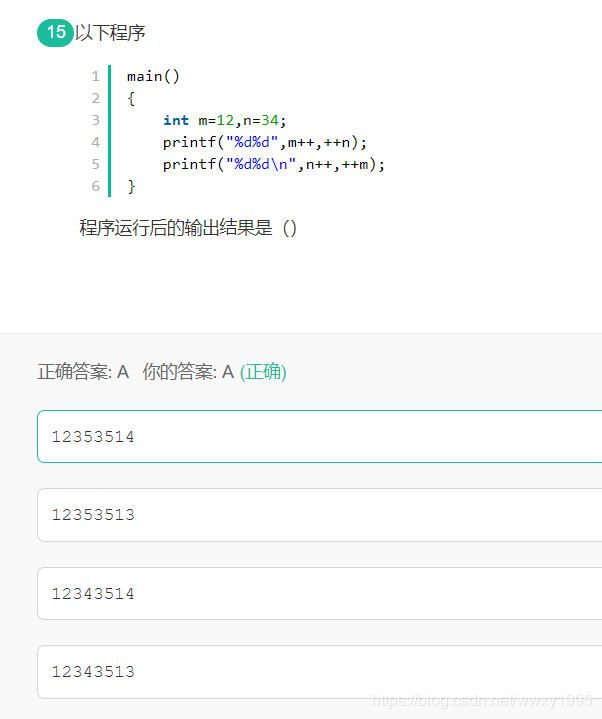 15 以下程序
1 main()
2 {
3 int m=12,n=34;
4 printf("%d%d",m++,++n);
5 printf("%d%d\n",n++,++m);
6 }
程序运行后的输出结果是（）
正确答案: A 你的答案: A (正确)
12353514
12353513
12343514
12343513
https://blog.csdn.net/wwxy1995